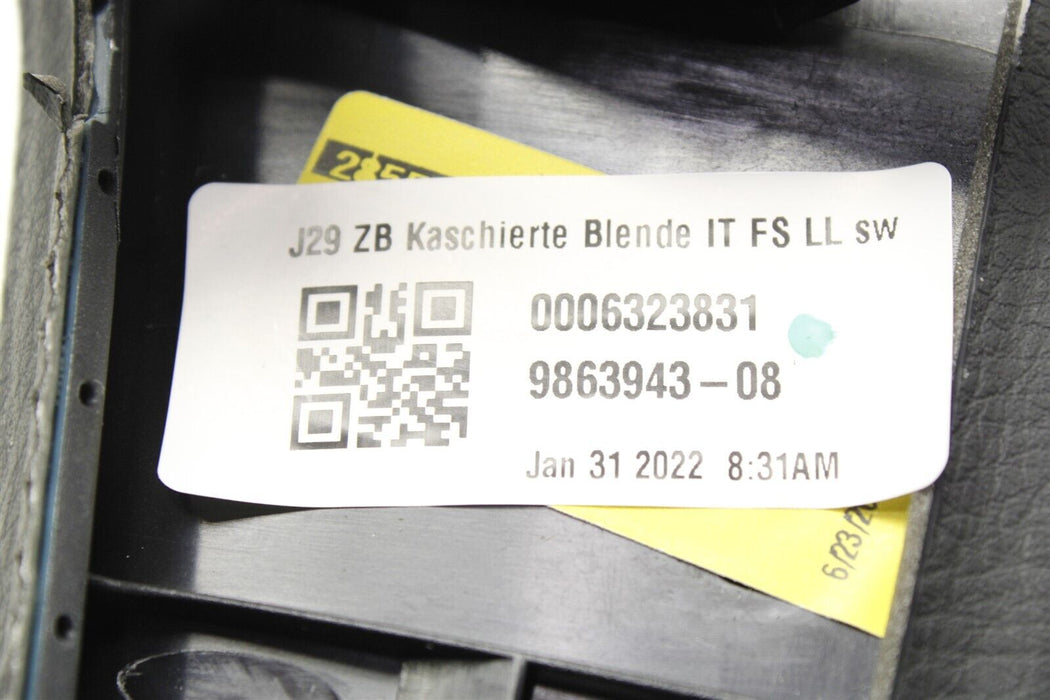 J29 ZB Kaschierte Blende IT FS LL sw
0006323831
9863943-08
Jan 31 2022 8:31AM